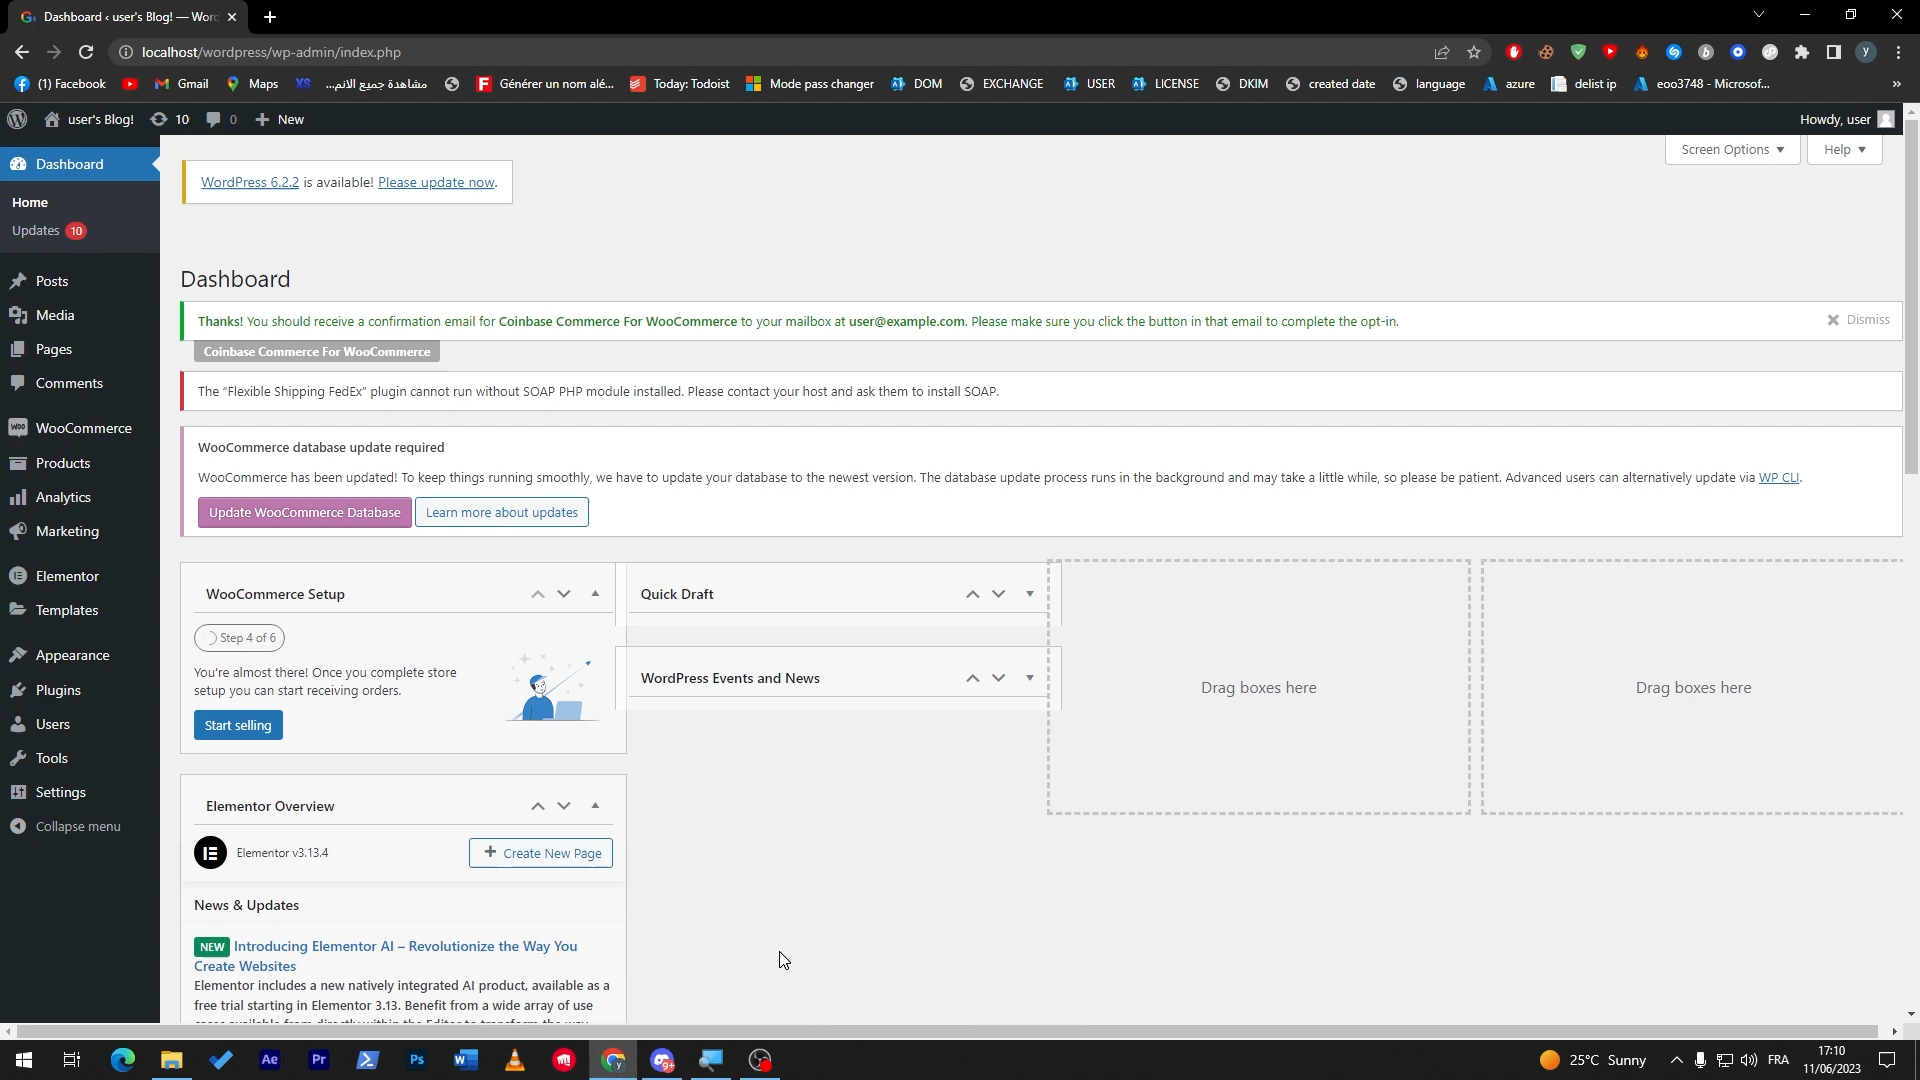 Dashboard ‹ user's Blog! — Wor
localhost/wordpress/wp-admin/index.php
(1) Facebook
Gmail
Maps
مشاهدة جميع الانم...
Générer un nom alé...
Today: Todoist
Mode pass changer
DOM
EXCHANGE
USER
LICENSE
DKIM
created date
language
azure
delist ip
eoo3748 - Microsof...
user's Blog!
10
0
New
Howdy, user
Dashboard
Home
Updates 10
Posts
Media
Pages
Comments
WooCommerce
Products
Analytics
Marketing
Elementor
Templates
Appearance
Plugins
Users
Tools
Settings
Collapse menu
Screen Options
Help
WordPress 6.2.2 is available! Please update now.
Dashboard
Thanks! You should receive a confirmation email for Coinbase Commerce For WooCommerce to your mailbox at user@example.com. Please make sure you click the button in that email to complete the opt-in.
Dismiss
Coinbase Commerce For WooCommerce
The “Flexible Shipping FedEx” plugin cannot run without SOAP PHP module installed. Please contact your host and ask them to install SOAP.
WooCommerce database update required
WooCommerce has been updated! To keep things running smoothly, we have to update your database to the newest version. The database update process runs in the background and may take a little while, so please be patient. Advanced users can alternatively update via WP CLI.
Update WooCommerce Database
Learn more about updates
WooCommerce Setup
Step 4 of 6
You're almost there! Once you complete store
setup you can start receiving orders.
Start selling
Quick Draft
WordPress Events and News
Drag boxes here
Drag boxes here
Elementor Overview
Elementor v3.13.4
Create New Page
News & Updates
NEW Introducing Elementor AI – Revolutionize the Way You
Create Websites
Elementor includes a new natively integrated AI product, available as a
free trial starting in Elementor 3.13. Benefit from a wide array of use
25°C Sunny
FRA
17:10
11/06/2023